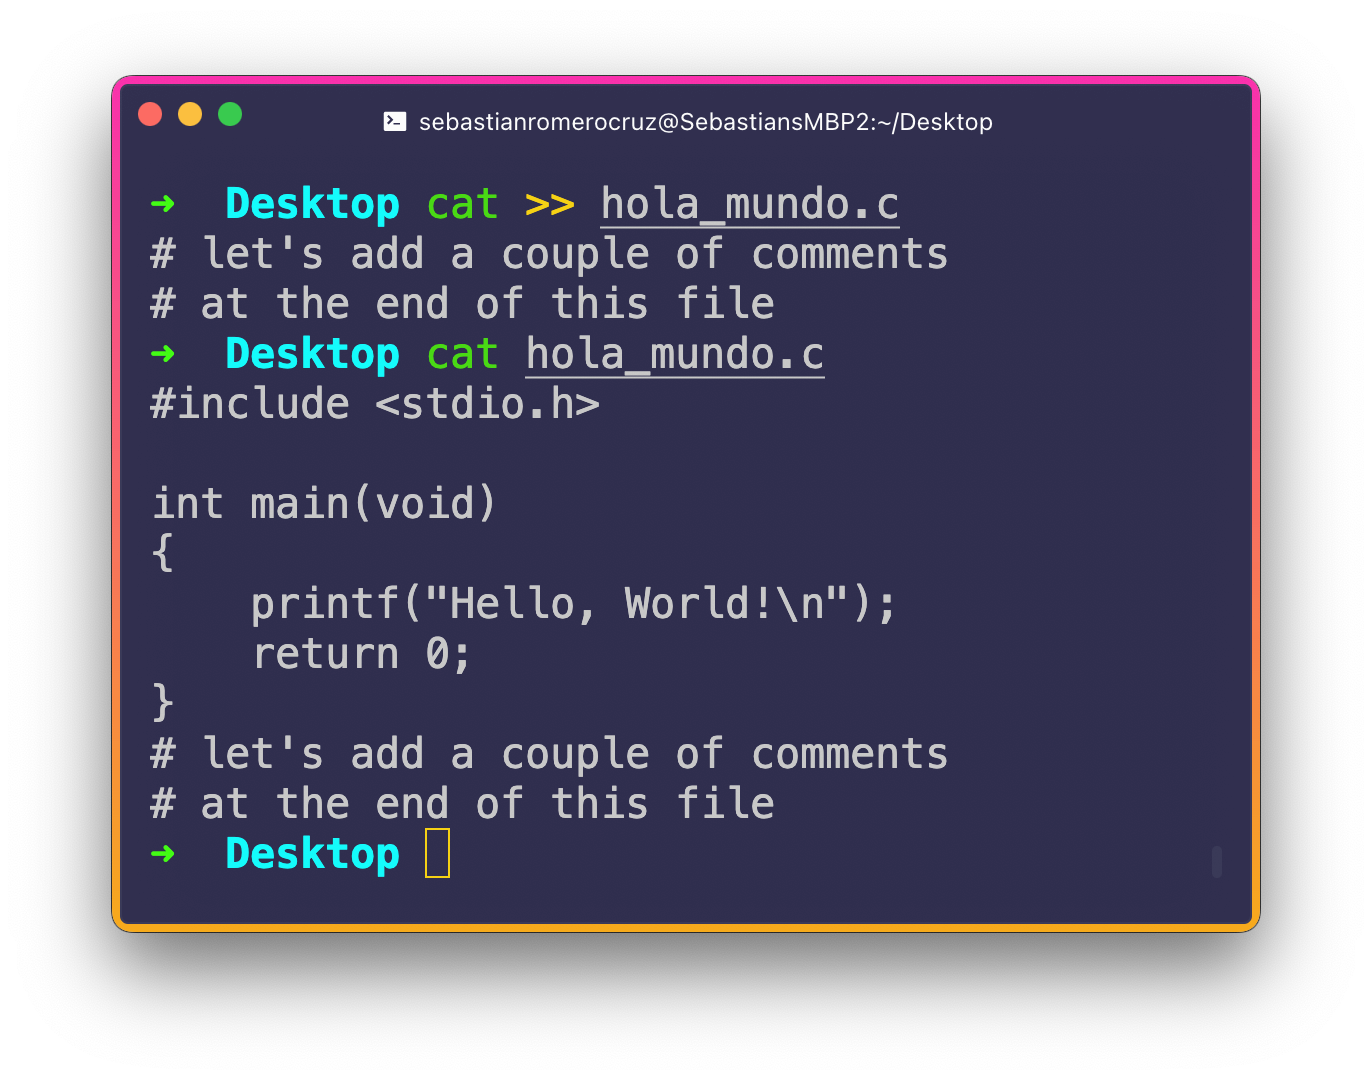 sebastianromerocruz@SebastiansMBP2:~/Desktop
➜  Desktop cat >> hola_mundo.c
# let's add a couple of comments
# at the end of this file
➜  Desktop cat hola_mundo.c
#include <stdio.h>

int main(void)
{
    printf("Hello, World!\n");
    return 0;
}
# let's add a couple of comments
# at the end of this file
➜  Desktop